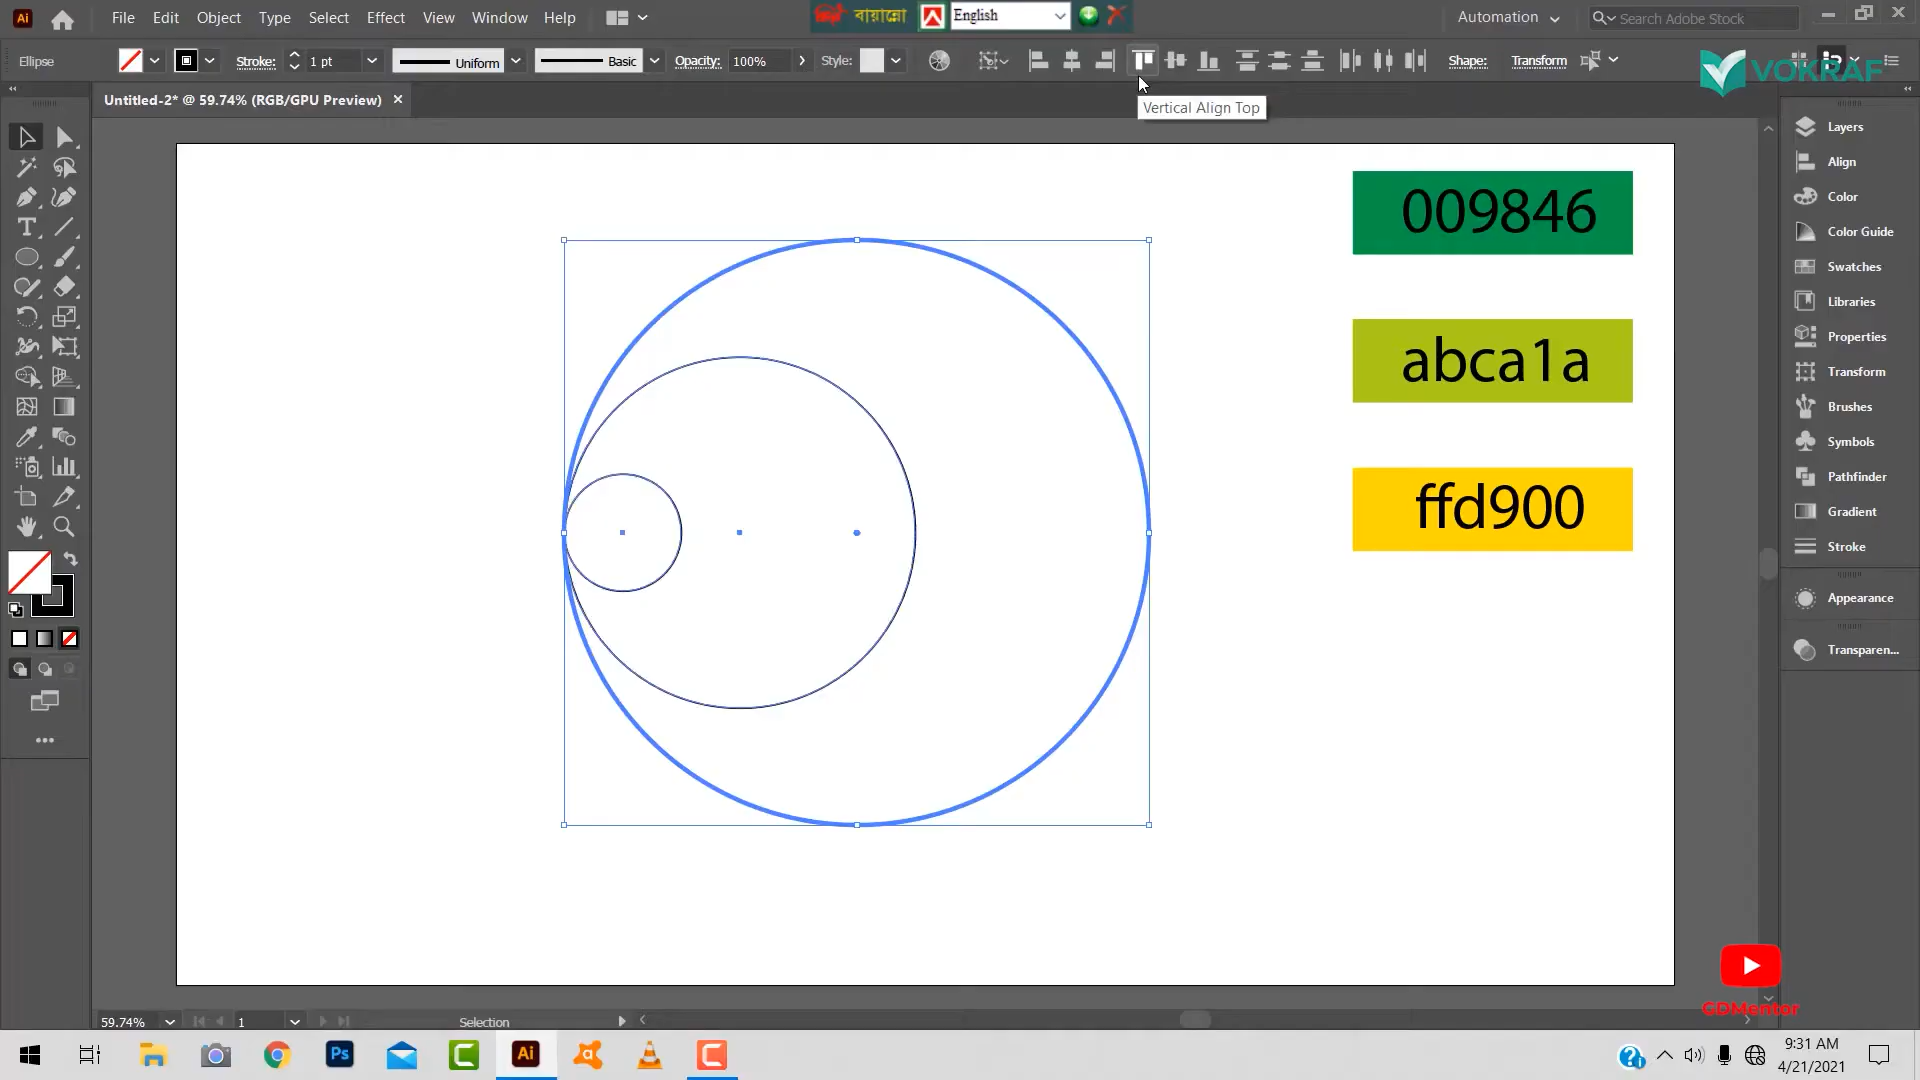 Ai File Edit Object Type Select Effect View Window Help বায়ান্নো English Automation Search Adobe Stock
Ellipse Stroke: 1 pt Uniform Basic Opacity: 100% Style: Shape: Transform
VOKRAF
Untitled-2* @ 59.74% (RGB/GPU Preview)
Vertical Align Top
009846
abca1a
ffd900
Layers
Align
Color
Color Guide
Swatches
Libraries
Properties
Transform
Brushes
Symbols
Pathfinder
Gradient
Stroke
Appearance
Transparen...
GDMentor
59.74% 1 Selection
Ps Ai
9:31 AM
4/21/2021